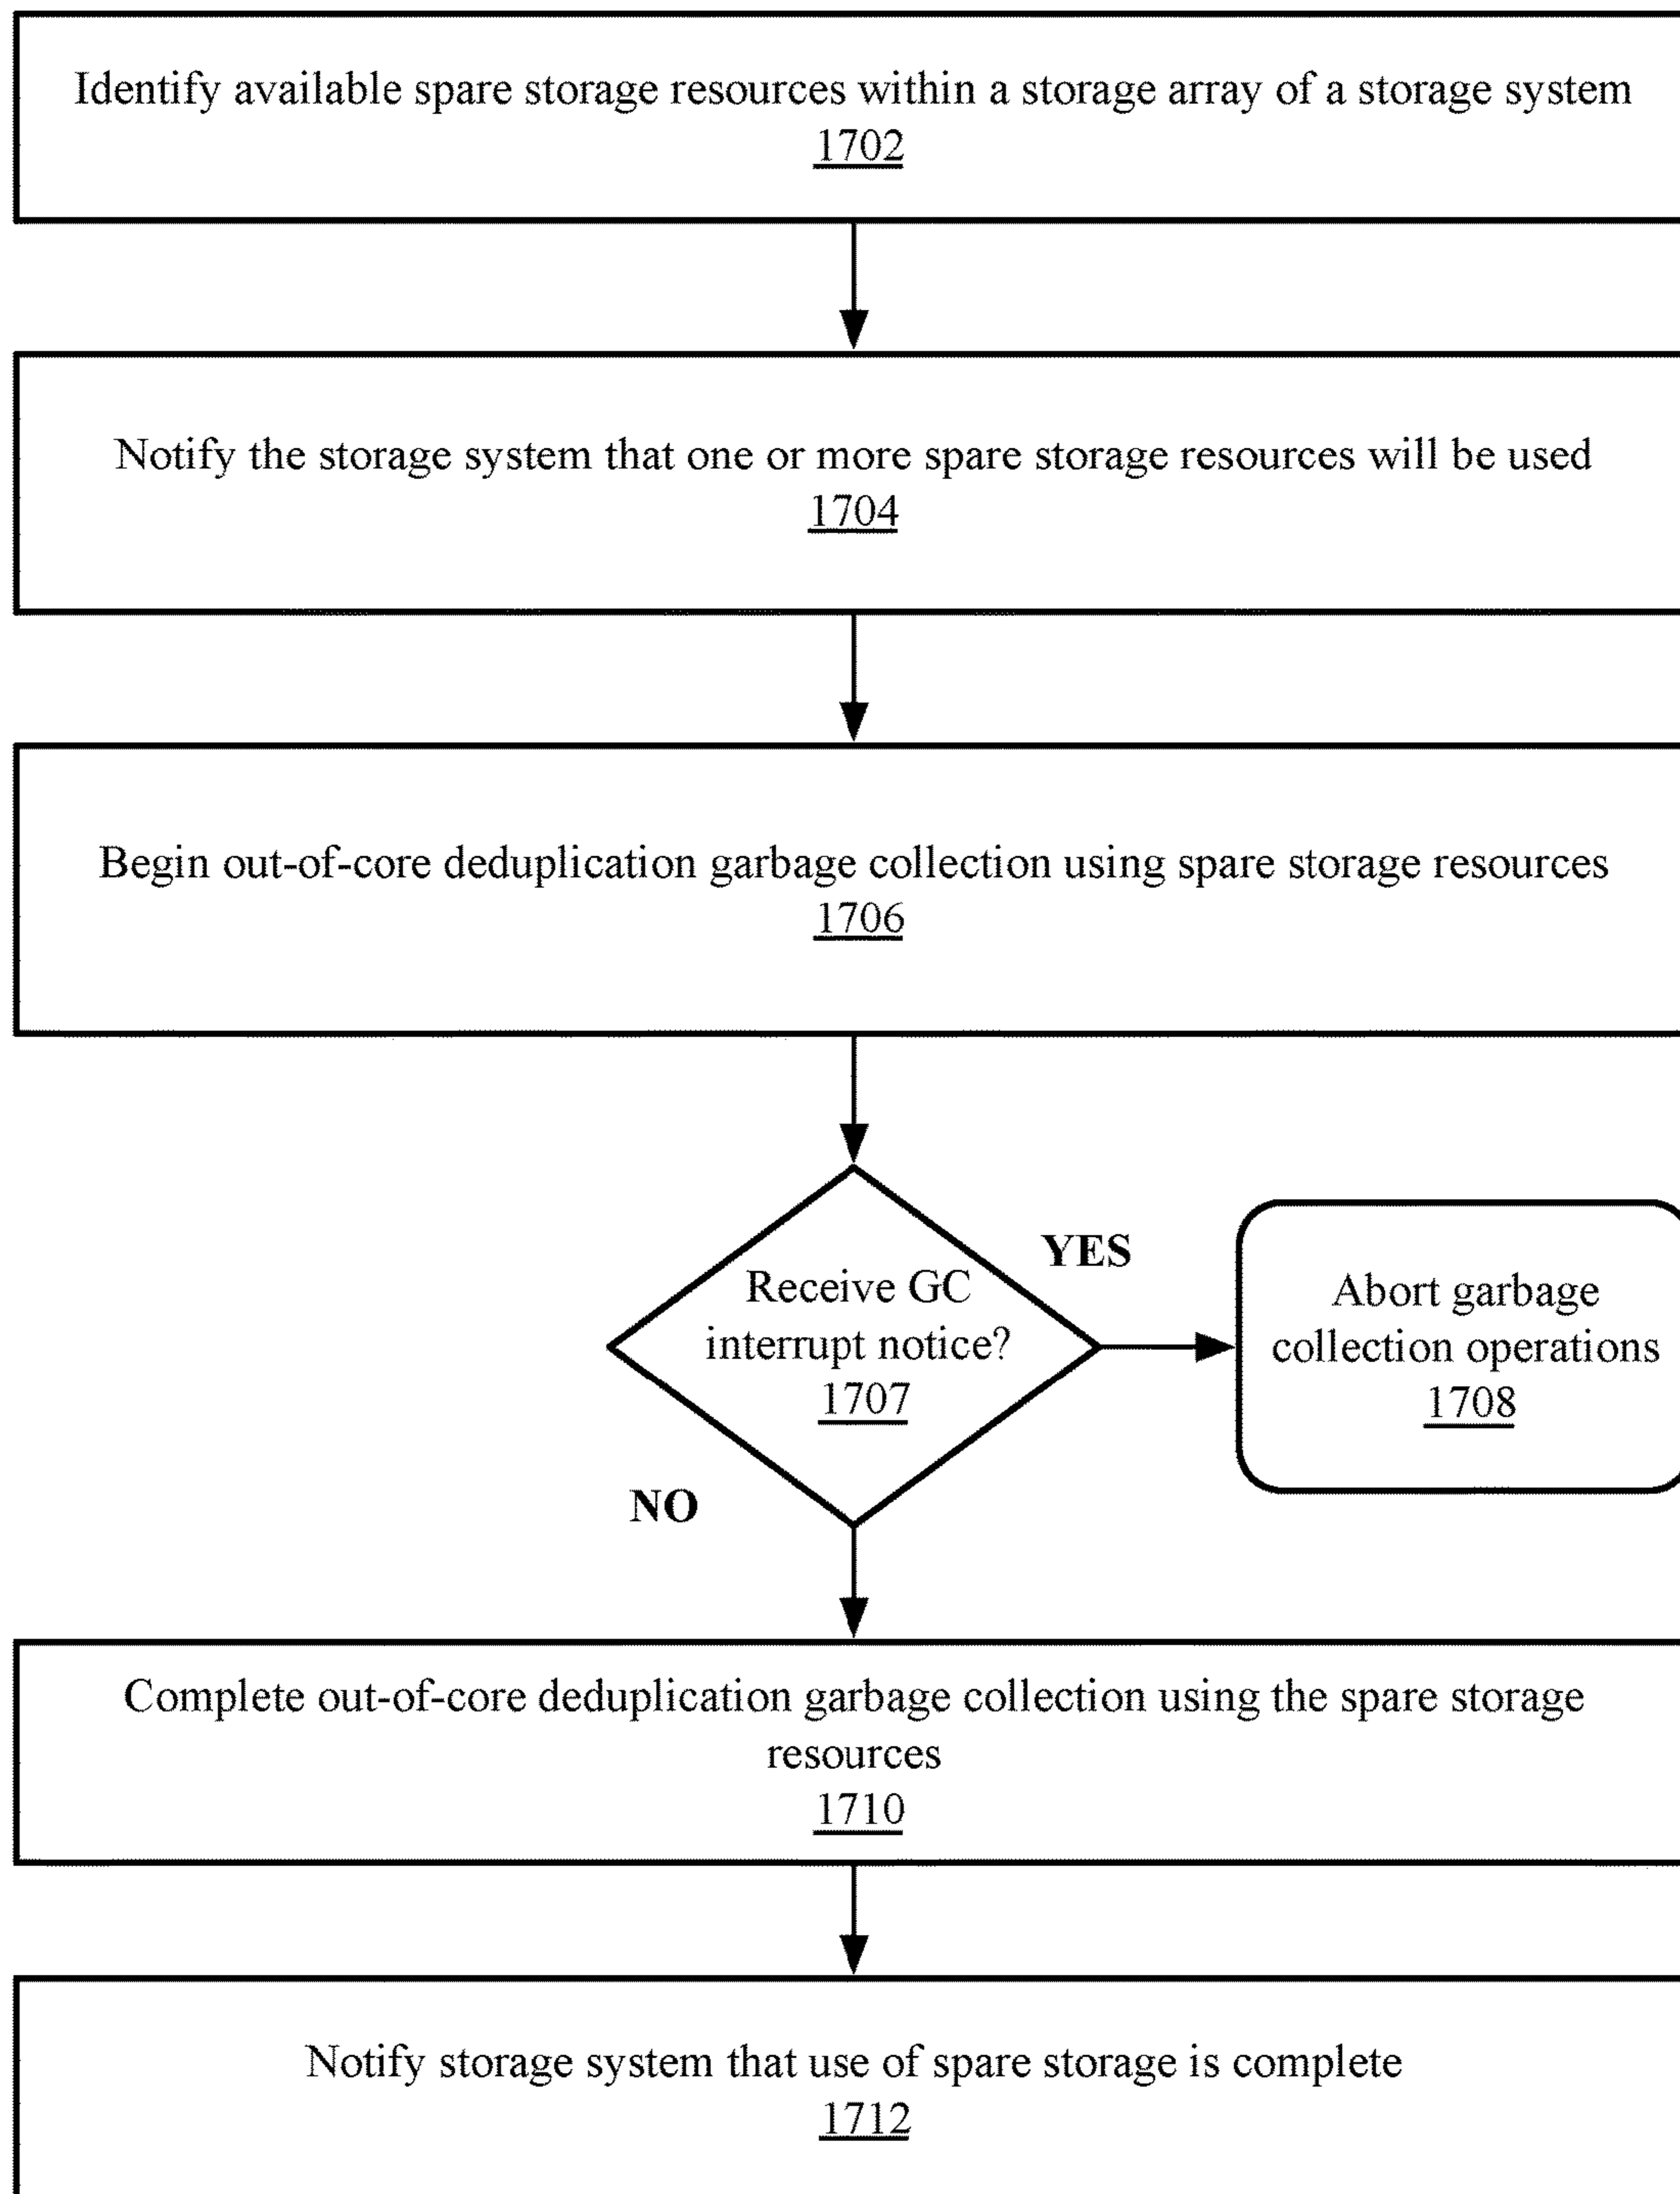 Identify available spare storage resources within a storage array of a storage system
1702
Notify the storage system that one or more spare storage resources will be used
1704
Begin out-of-core deduplication garbage collection using spare storage resources
1706
Receive GC
interrupt notice?
1707
YES
Abort garbage
collection operations
1708
NO
Complete out-of-core deduplication garbage collection using the spare storage
resources
1710
Notify storage system that use of spare storage is complete
1712